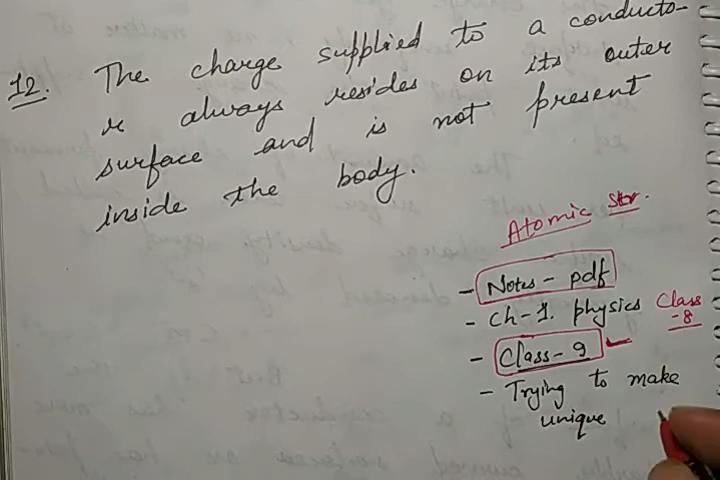 12. The charge supplied to a conducto-
r always resides on its outer
surface and is not present
inside the body.
Atomic Str.
- Notes - pdf
- Ch-1. physics Class
-8
- Class-9
- Trying to make
unique